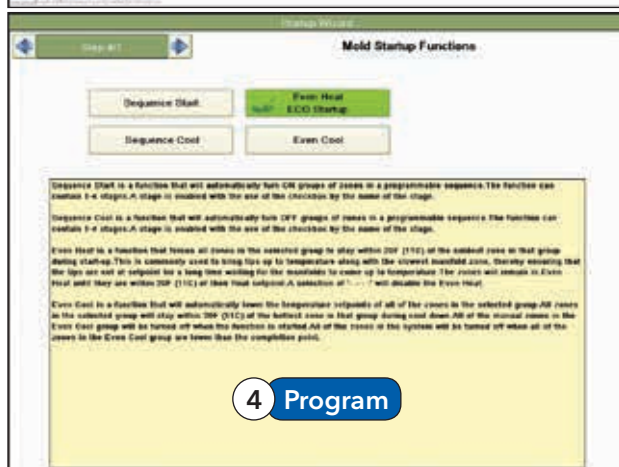 Startup Wizard
Step #1
Mold Startup Functions
Sequence Start
Even Heat
ECO Startup
Sequence Cool
Even Cool
Sequence Start is a function that will automatically turn ON groups of zones in a programmable sequence.The function can
contain 1-4 stages.A stage is enabled with the use of the checkbox by the name of the stage.
Sequence Cool is a function that will automatically turn OFF groups of zones in a programmable sequence The function can
contain 1-4 stages.A stage is enabled with the use of the checkbox by the name of the stage.
Even Heat is a function that forces all zones in the selected group to stay within 20F (11C) of the coldest zone in that group
during start-up.This is commonly used to bring tips up to temperature along with the slowest manifold zone, thereby ensuring that
the tips are not at setpoint for a long time waiting for the manifolds to come up to temperature The zones will remain in Even
Heat until they are within 20F (11C) of their heat setpoint.A selection of will disable the Even Heat.
Even Cool is a function that will automatically lower the temperature setpoints of all of the zones in the selected group.All zones
in the selected group will stay within 20F (11C) of the hottest zone in that group during cool down All of the manual zones in the
Even Cool group will be turned off when the function is started.All of the zones in the system will be turned off when all of the
zones in the Even Cool group are lower than the completion point.
4 Program